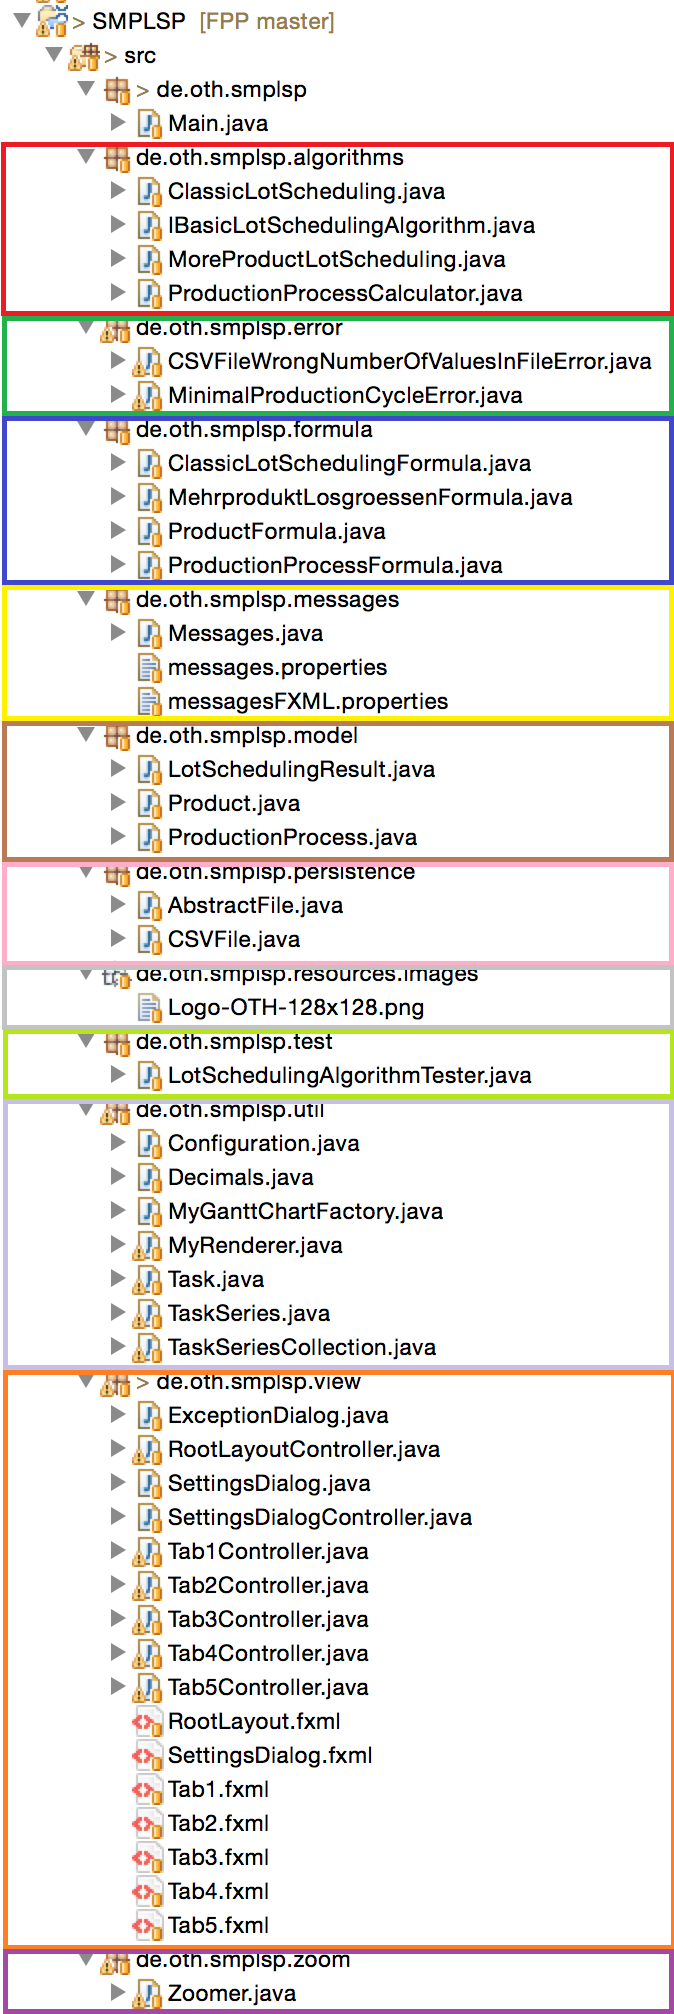 > SMPLSP [FPP master]
> src
> de.oth.smplsp
Main.java
de.oth.smplsp.algorithms
ClassicLotScheduling.java
IBasicLotSchedulingAlgorithm.java
MoreProductLotScheduling.java
ProductionProcessCalculator.java
de.oth.smplsp.error
CSVFileWrongNumberOfValuesInFileError.java
MinimalProductionCycleError.java
de.oth.smplsp.formula
ClassicLotSchedulingFormula.java
MehrproduktLosgroessenFormula.java
ProductFormula.java
ProductionProcessFormula.java
de.oth.smplsp.messages
Messages.java
messages.properties
messagesFXML.properties
de.oth.smplsp.model
LotSchedulingResult.java
Product.java
ProductionProcess.java
de.oth.smplsp.persistence
AbstractFile.java
CSVFile.java
de.oth.smplsp.resources.images
Logo-OTH-128x128.png
de.oth.smplsp.test
LotSchedulingAlgorithmTester.java
de.oth.smplsp.util
Configuration.java
Decimals.java
MyGanttChartFactory.java
MyRenderer.java
Task.java
TaskSeries.java
TaskSeriesCollection.java
> de.oth.smplsp.view
ExceptionDialog.java
RootLayoutController.java
SettingsDialog.java
SettingsDialogController.java
Tab1Controller.java
Tab2Controller.java
Tab3Controller.java
Tab4Controller.java
Tab5Controller.java
RootLayout.fxml
SettingsDialog.fxml
Tab1.fxml
Tab2.fxml
Tab3.fxml
Tab4.fxml
Tab5.fxml
de.oth.smplsp.zoom
Zoomer.java